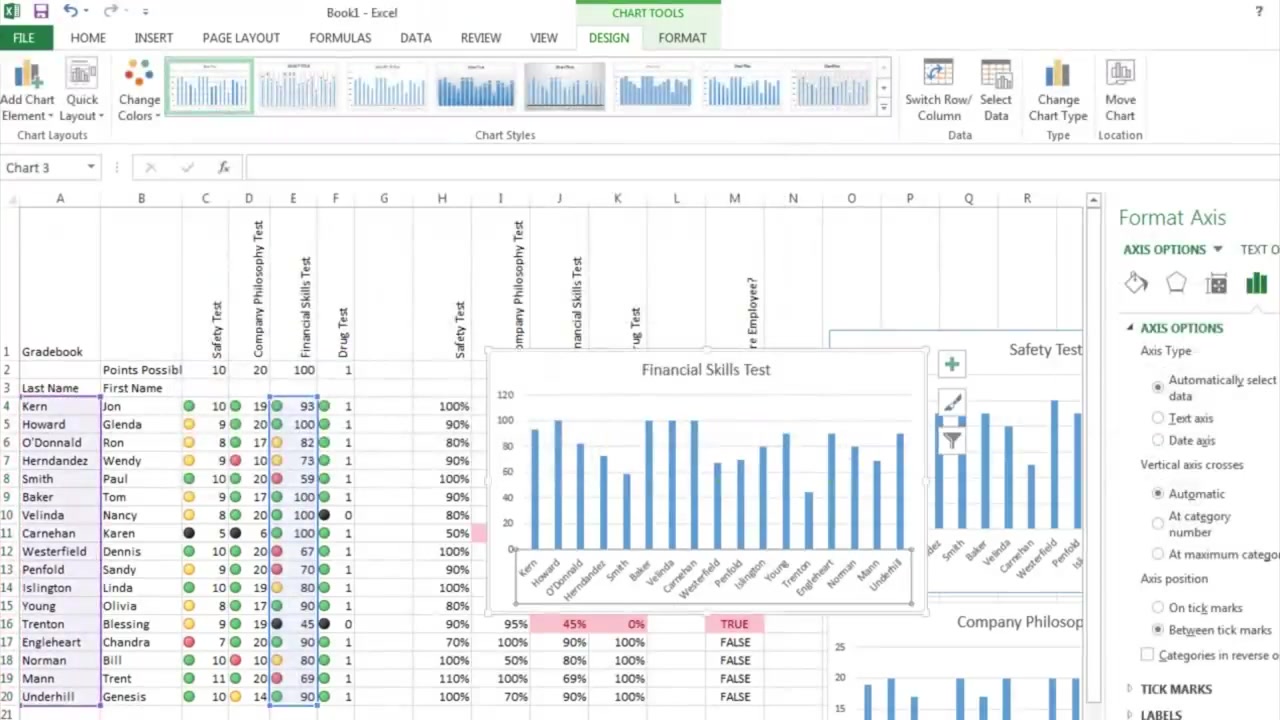 Book1 - Excel
CHART TOOLS
?
FILE HOME INSERT PAGE LAYOUT FORMULAS DATA REVIEW VIEW DESIGN FORMAT
Add Chart Element Quick Layout Change Colors Switch Row/ Column Select Data Change Chart Type Move Chart
Chart Layouts Chart Styles Data Type Location
Chart 3 fx
A B C D E F G H I J K L M N O P Q R
1 Gradebook Safety Test Company Philosophy Test Financial Skills Test Drug Test Safety Test ompany Philosophy Test nancial Skills Test rug Test e Employee?
2 Points Possibl 10 20 100 1
3 Last Name First Name
4 Kern Jon 10 19 93 1 100%
5 Howard Glenda 9 20 100 1 90%
6 O'Donnald Ron 8 17 82 1 80%
7 Herndandez Wendy 9 10 73 1 90%
8 Smith Paul 10 20 59 1 100%
9 Baker Tom 9 17 100 1 90%
10 Velinda Nancy 8 20 100 0 80%
11 Carnehan Karen 5 6 100 1 50%
12 Westerfield Dennis 10 20 67 1 100%
13 Penfold Sandy 9 20 70 1 90%
14 Islington Linda 10 20 80 1 100%
15 Young Olivia 8 17 90 1 80%
16 Trenton Blessing 9 19 45 0 90% 95% 45% 0% TRUE
17 Engleheart Chandra 7 20 90 1 70% 100% 90% 100% FALSE
18 Norman Bill 10 10 80 1 100% 50% 80% 100% FALSE
19 Mann Trent 11 20 69 1 110% 100% 69% 100% FALSE
20 Underhill Genesis 10 14 90 1 100% 70% 90% 100% FALSE
21
Financial Skills Test
120
100
80
60
40
20
0
Kern Howard O'Donald Herndandez Smith Baker Velinda Carnehan Westerfield Penfold Islington Young Trenton Engleheart Norman Mann Underhill
Safety Test
dez Smith Baker Velinda Carnehan Westerfield Penfold Isli
Company Philosop
25
20
15
Format Axis
AXIS OPTIONS TEXT O
AXIS OPTIONS
Axis Type
Automatically select
data
Text axis
Date axis
Vertical axis crosses
Automatic
At category
number
At maximum catego
Axis position
On tick marks
Between tick marks
Categories in reverse o
TICK MARKS
LABELS